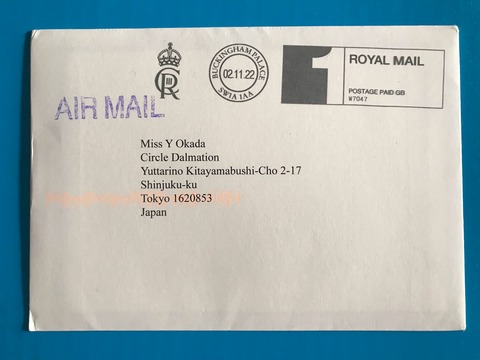 CIIIR
BUCKINGHAM PALACE
02.11.22
SW1A 1AA
1
ROYAL MAIL
POSTAGE PAID GB
W7047
AIR MAIL
Miss Y Okada
Circle Dalmation
Yuttarino Kitayamabushi-Cho 2-17
Shinjuku-ku
Tokyo 1620853
Japan